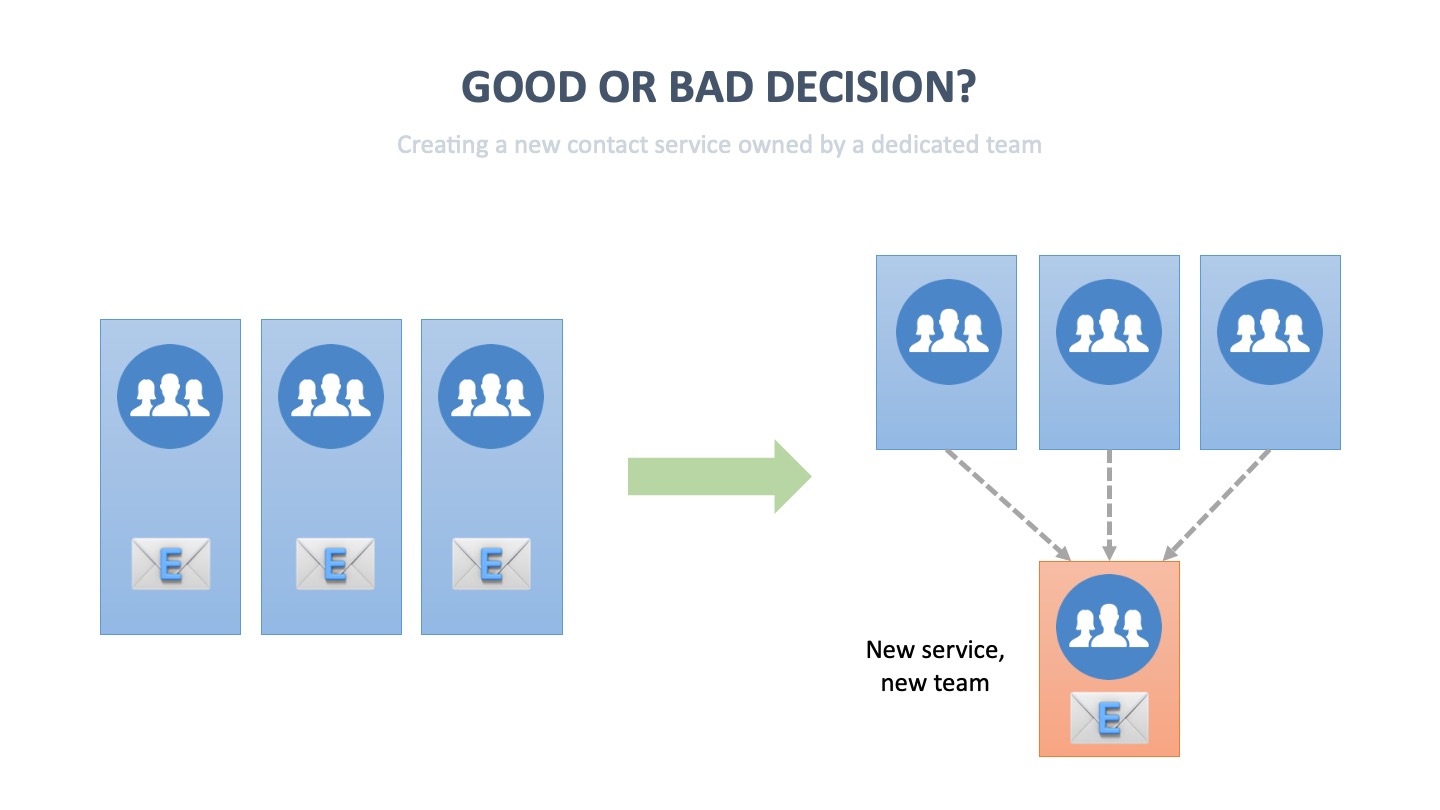 GOOD OR BAD DECISION?
Creating a new contact service owned by a dedicated team
E
E
E
New service,
new team
E